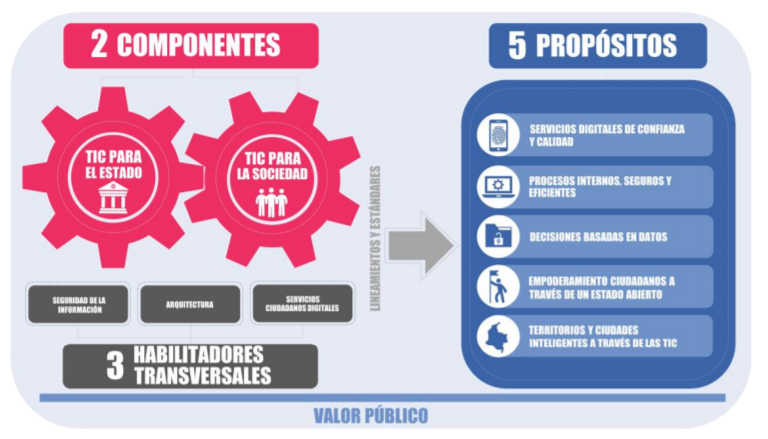 2 COMPONENTES
TIC PARA
EL ESTADO
TIC PARA
LA SOCIEDAD
SEGURIDAD DE LA
INFORMACIÓN
ARQUITECTURA
SERVICIOS
CIUDADANOS DIGITALES
3 HABILITADORES
TRANSVERSALES
LINEAMIENTOS Y ESTÁNDARES
5 PROPÓSITOS
SERVICIOS DIGITALES DE CONFIANZA
Y CALIDAD
PROCESOS INTERNOS, SEGUROS Y
EFICIENTES
DECISIONES BASADAS EN DATOS
EMPODERAMIENTO CIUDADANOS A
TRAVÉS DE UN ESTADO ABIERTO
TERRITORIOS Y CIUDADES
INTELIGENTES A TRAVÉS DE LAS TIC
VALOR PÚBLICO